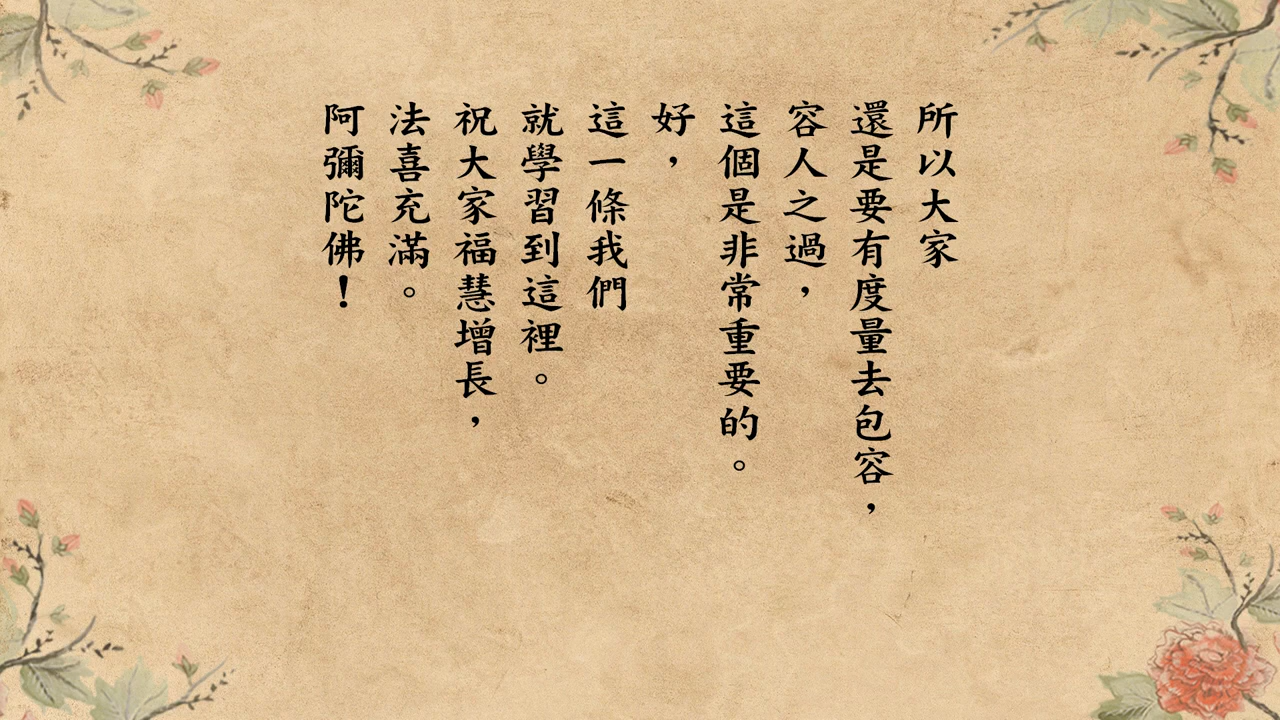 所以大家
還是要有度量去包容，
容人之過，
這個是非常重要的。
好，
這一條我們
就學習到這裡。
祝大家福慧增長，
法喜充滿。
阿彌陀佛！